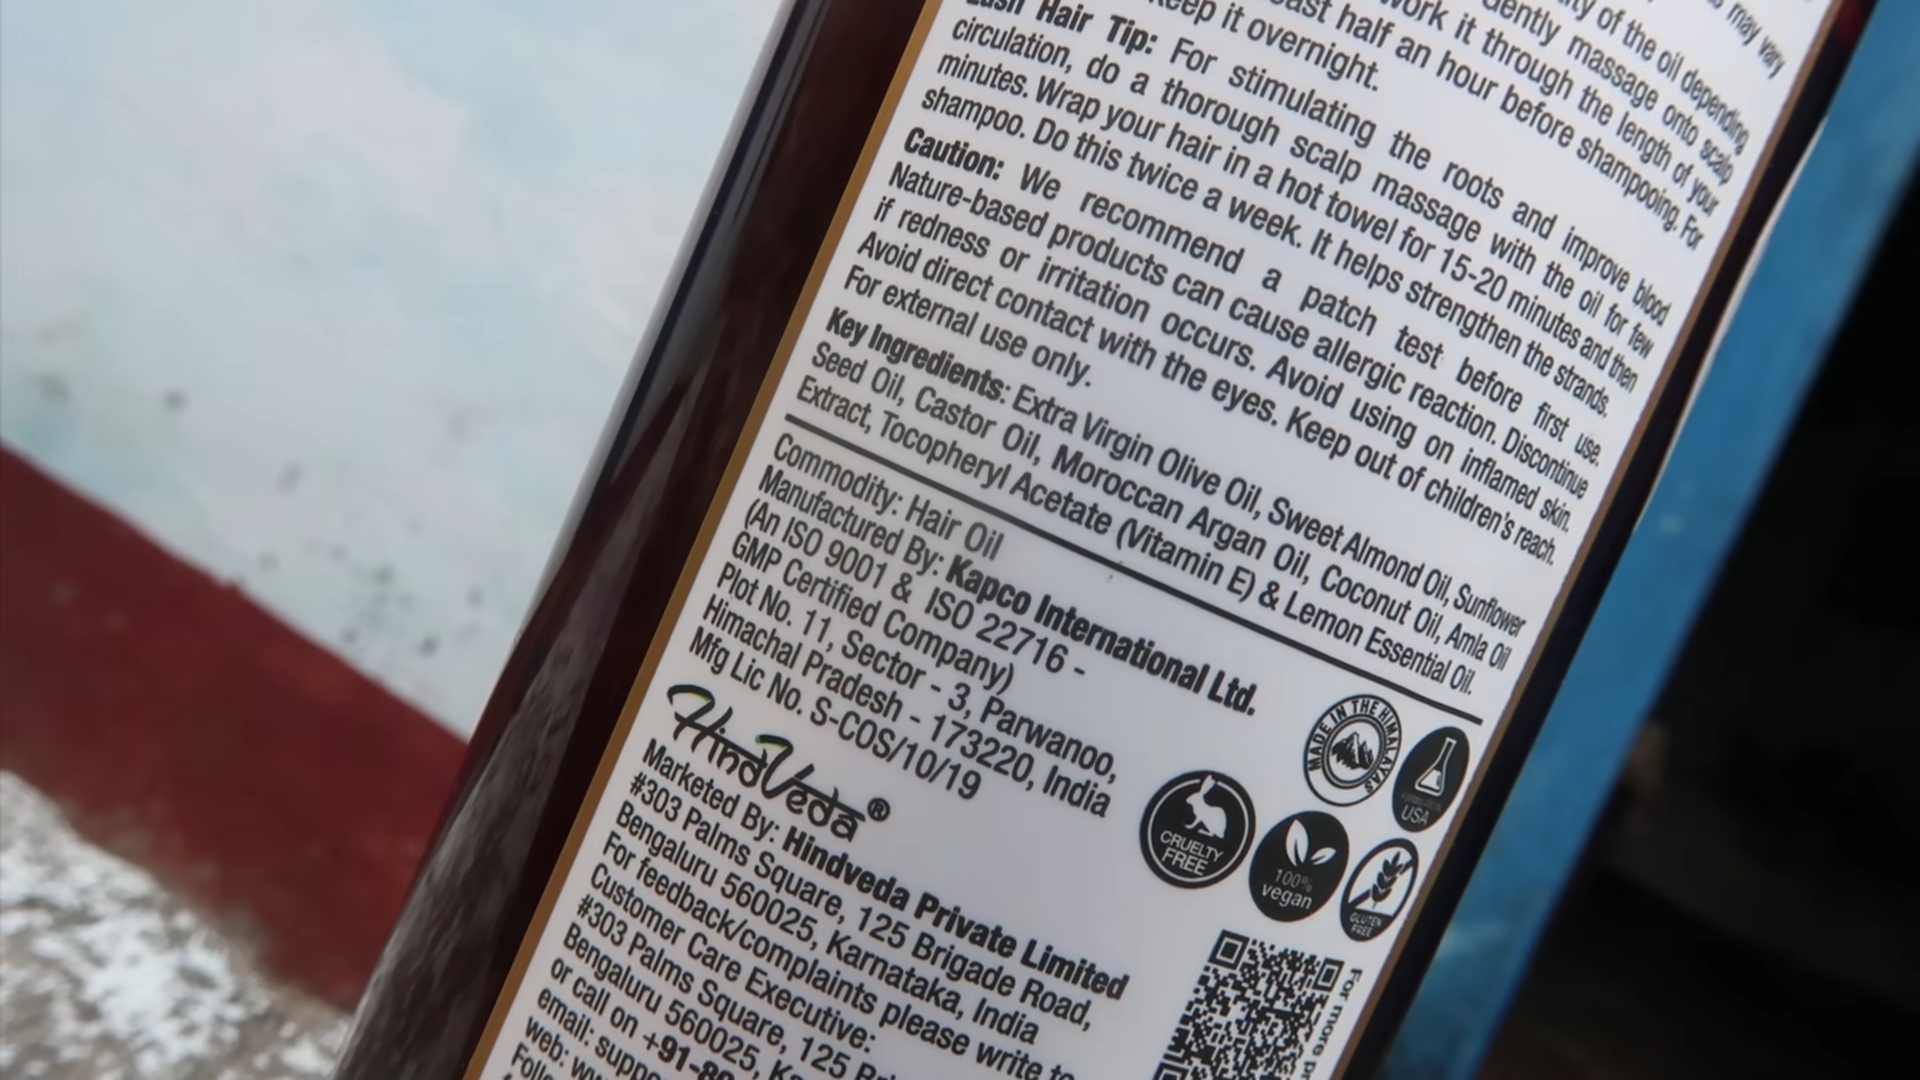 may vary
ity of the oil depending
ently massage onto scalp
work it through the length of your
east half an hour before shampooing. For
keep it overnight.
Lush Hair Tip: For stimulating the roots and improve blood
circulation, do a thorough scalp massage with the oil for few
minutes. Wrap your hair in a hot towel for 15-20 minutes and then
shampoo. Do this twice a week. It helps strengthen the strands.
Caution: We recommend a patch test before first use.
Nature-based products can cause allergic reaction. Discontinue
if redness or irritation occurs. Avoid using on inflamed skin.
Avoid direct contact with the eyes. Keep out of children's reach.
For external use only.
Key Ingredients: Extra Virgin Olive Oil, Sweet Almond Oil, Sunflower
Seed Oil, Castor Oil, Moroccan Argan Oil, Coconut Oil, Amla Oil
Extract, Tocopheryl Acetate (Vitamin E) & Lemon Essential Oil.
Commodity: Hair Oil
Manufactured By: Kapco International Ltd.
(An ISO 9001 & ISO 22716 -
GMP Certified Company)
Plot No. 11, Sector - 3, Parwanoo,
Himachal Pradesh - 173220, India
Mfg Lic No. S-COS/10/19
MADE IN THE HIMALAYAS
USA
CRUELTY
FREE
100%
vegan
GLUTEN
FREE
HindVeda®
Marketed By: Hindveda Private Limited
#303 Palms Square, 125 Brigade Road,
Bengaluru 560025, Karnataka, India
For feedback/complaints please write to
Customer Care Executive:
#303 Palms Square, 125 Bri
Bengaluru 560025, Ka
or call on +91-89
email: suppo
web: ww
Follo
For more pr